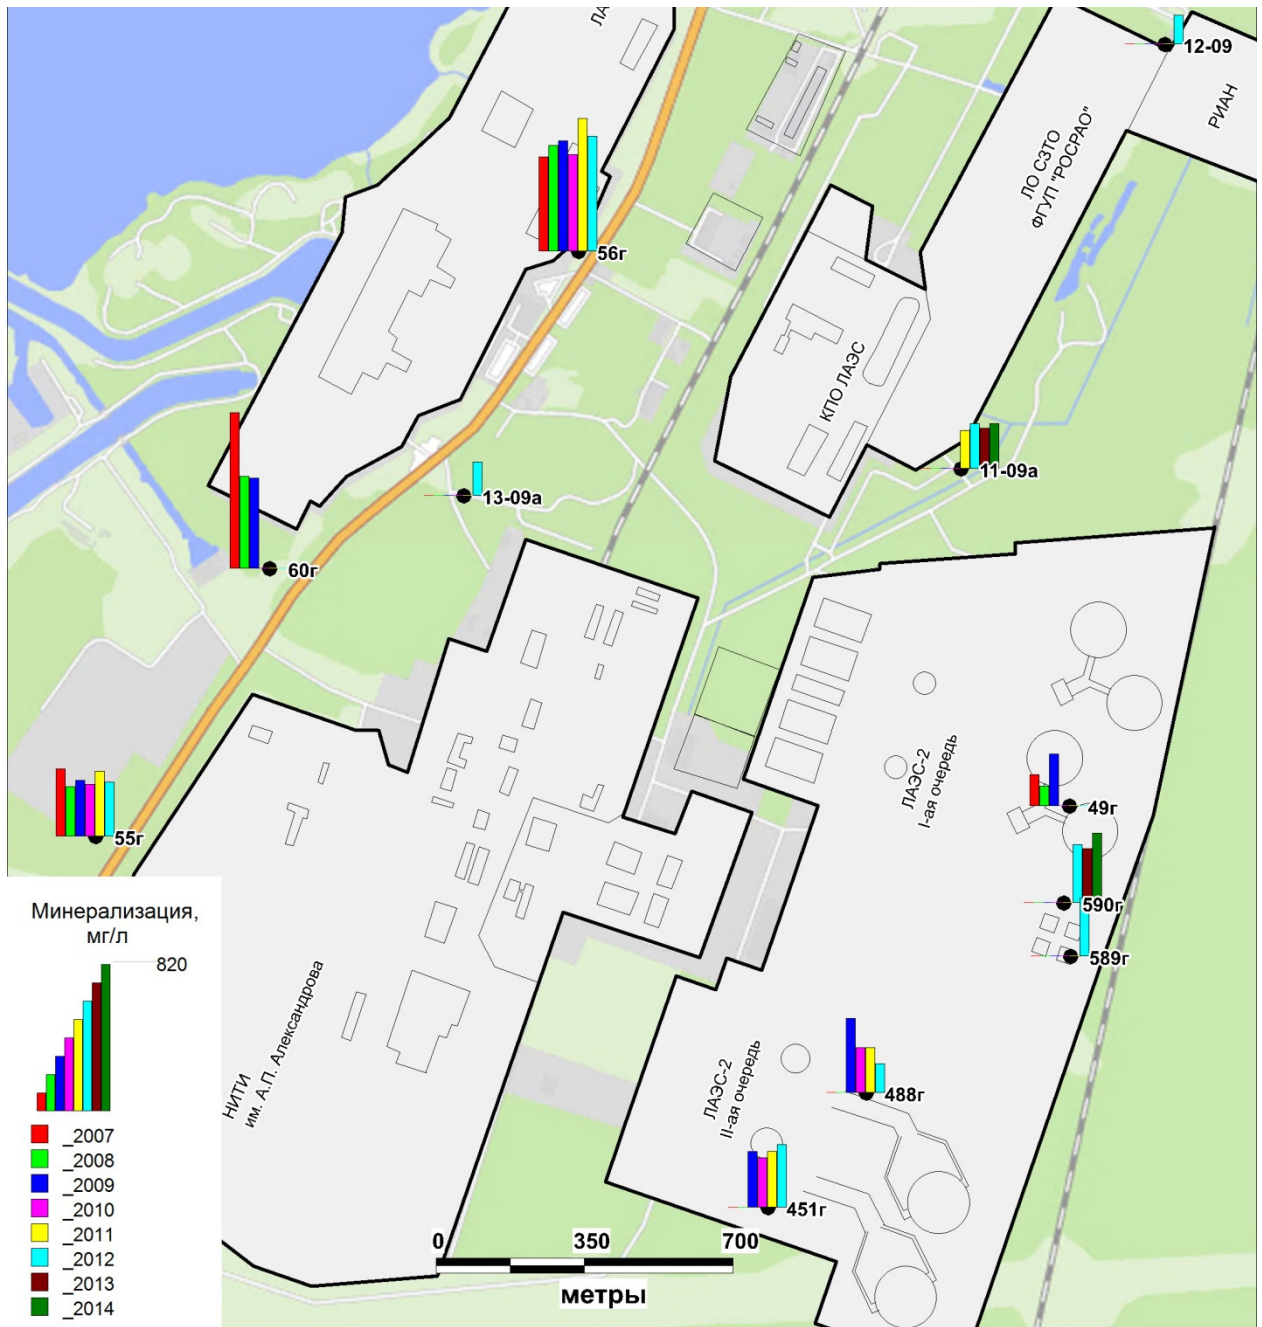 ЛА
12-09
РИАН
ЛО СЗТО
ФГУП "РОСРАО"
56г
КПО ЛАЭС
11-09а
13-09а
60г
ЛАЭС-2
I-ая очередь
49г
55г
590г
589г
Минерализация,
мг/л
820
НИТИ
им. А.П. Александрова
ЛАЭС-2
II-ая очередь
488г
451г
_2007
_2008
_2009
_2010
_2011
_2012
_2013
_2014
0 350 700
метры